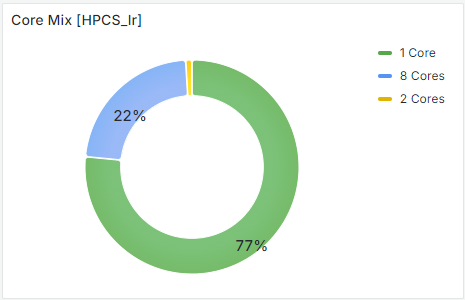 Core Mix [HPCS_lr]
1 Core
8 Cores
2 Cores
22%
77%